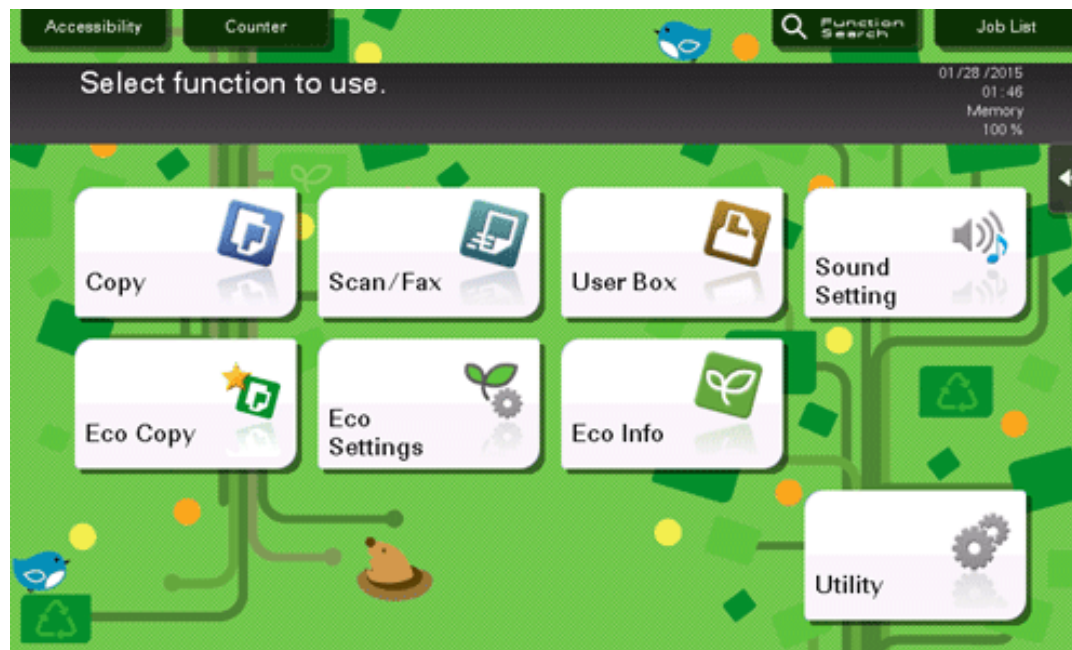 Accessibility
Counter
Function
Search
Job List
Select function to use.
01/28/2015
01:46
Memory
100 %
Copy
Scan/Fax
User Box
Sound
Setting
Eco Copy
Eco
Settings
Eco Info
Utility